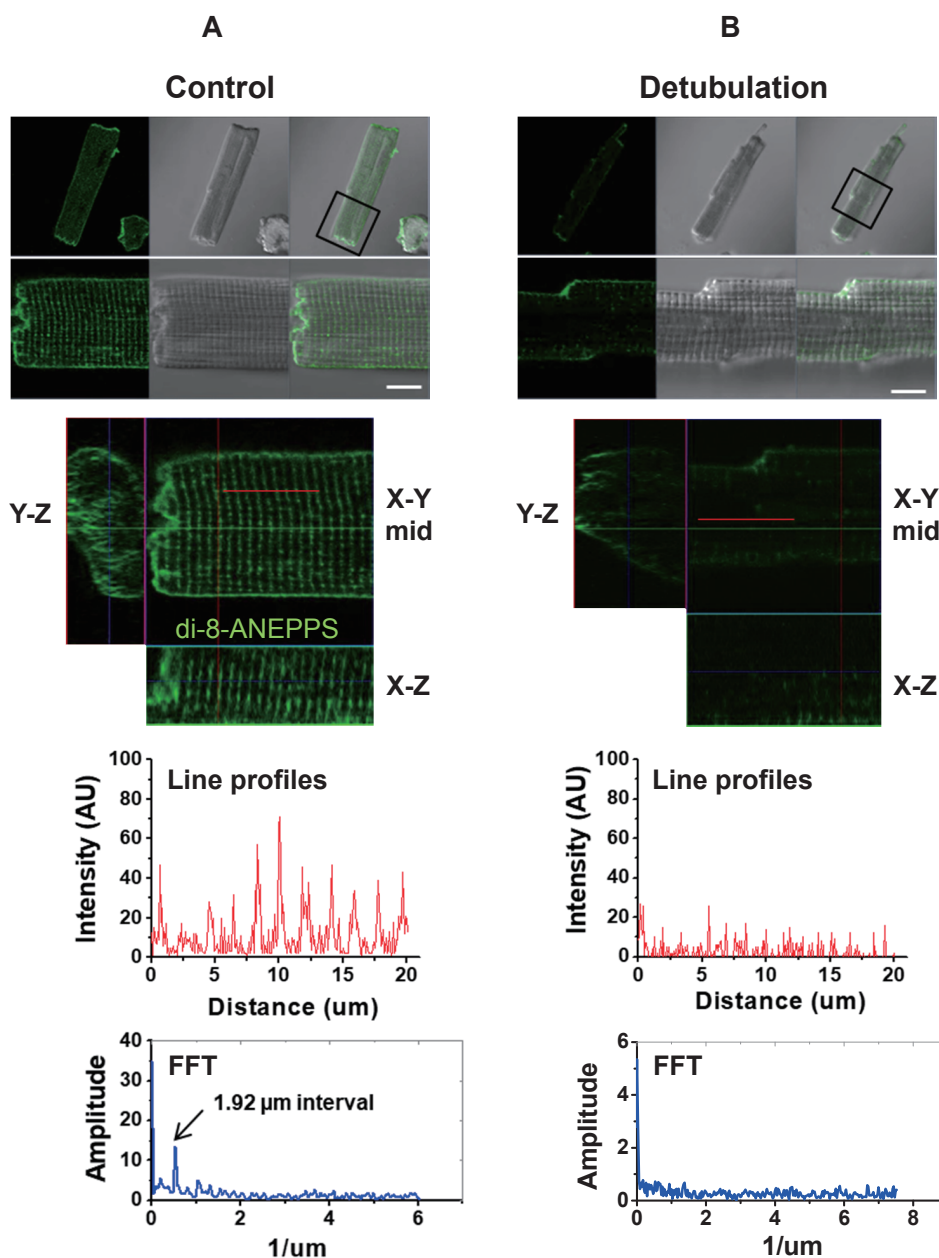 A
B
Control
Detubulation
Y-Z
X-Y
mid
di-8-ANEPPS
X-Z
Y-Z
X-Y
mid
X-Z
100
80
60
40
20
0
Intensity (AU)
Line profiles
0
5
10
15
20
Distance (um)
100
80
60
40
20
0
Intensity (AU)
Line profiles
0
5
10
15
20
Distance (um)
40
30
20
10
0
Amplitude
FFT
1.92 µm interval
0
2
4
6
1/um
6
4
2
0
Amplitude
FFT
0
2
4
6
8
1/um